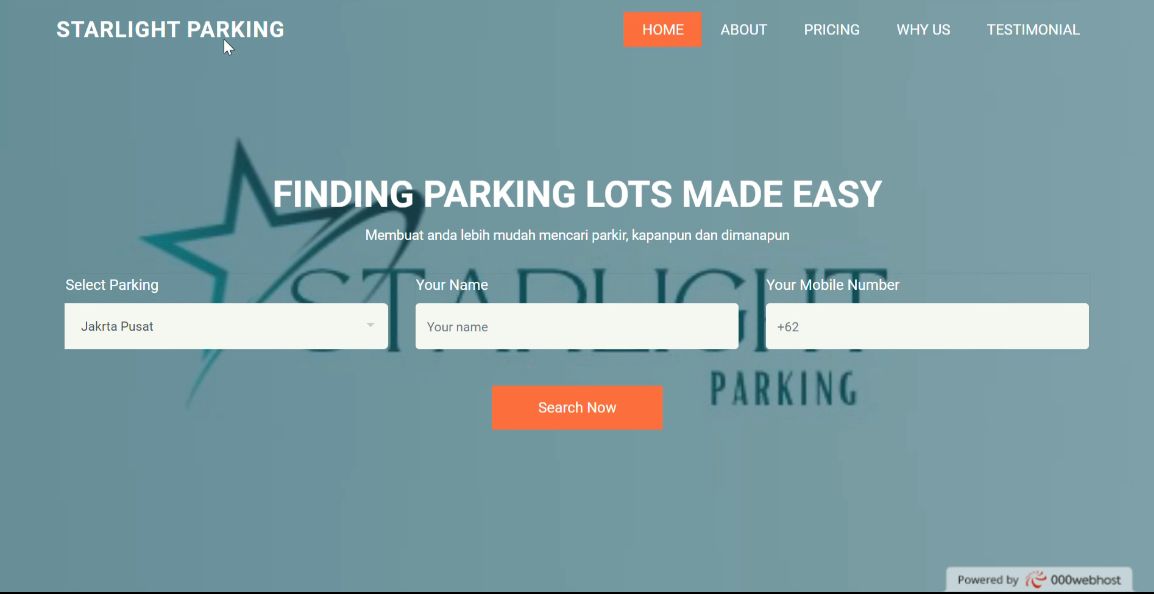 STARLIGHT PARKING
HOME ABOUT PRICING WHY US TESTIMONIAL
FINDING PARKING LOTS MADE EASY
Membuat anda lebih mudah mencari parkir, kapanpun dan dimanapun
Select Parking Your Name Your Mobile Number
Jakrta Pusat Your name +62
STARLIGHT
PARKING
Search Now
Powered by 000webhost